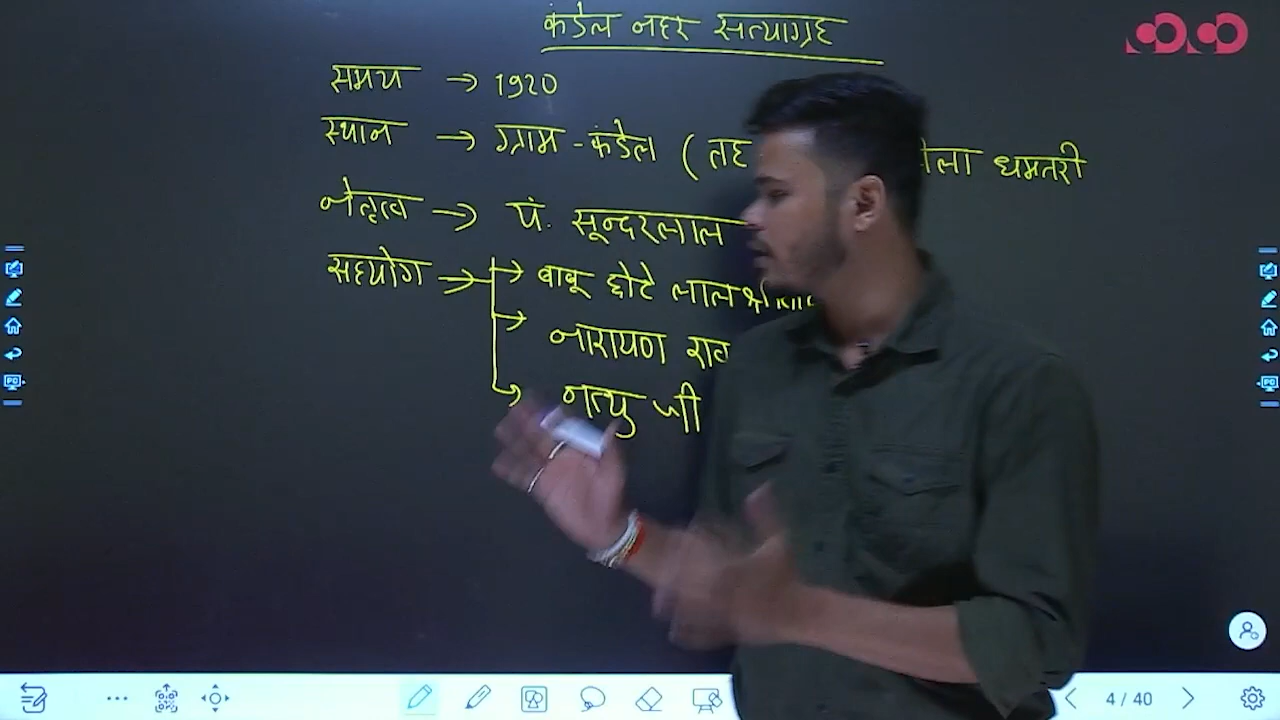 कंडेल नहर सत्याग्रह
समय → 1920
स्थान → ग्राम - कंडेल ( तह ला धमतरी
नेतृत्व → पं. सून्दरलाल
सहयोग → → बाबू छोटे लाल
→ नारायण राव
→ नत्थु जी
4 / 40